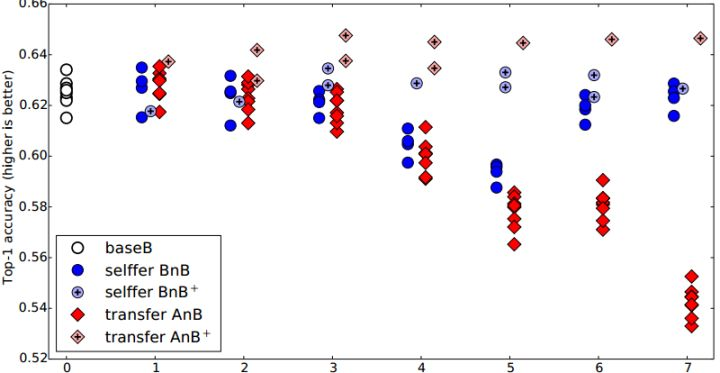 0.66
0.64
0.62
0.60
0.58
0.56
0.54
0.52
Top-1 accuracy (higher is better)
baseB
selffer BnB
selffer BnB⁺
transfer AnB
transfer AnB⁺
0 1 2 3 4 5 6 7